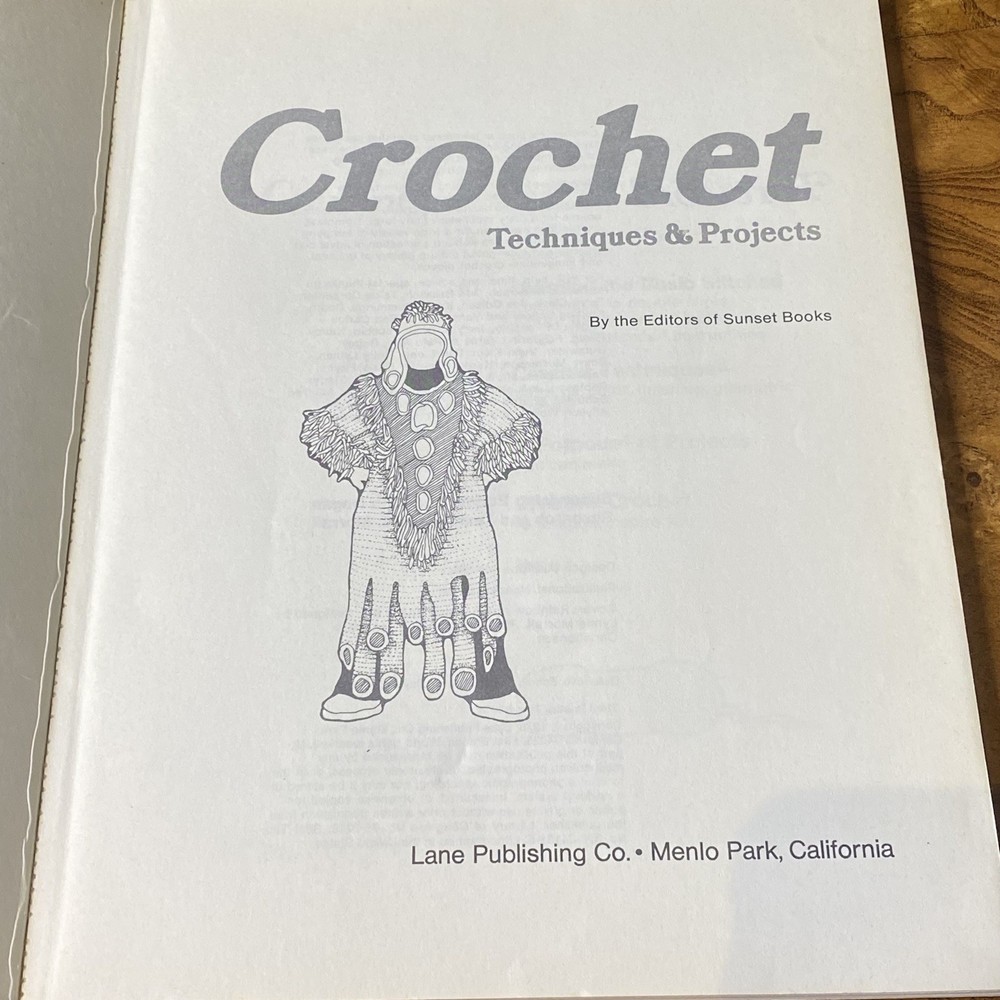 Crochet
Techniques & Projects
By the Editors of Sunset Books
Lane Publishing Co. • Menlo Park, California